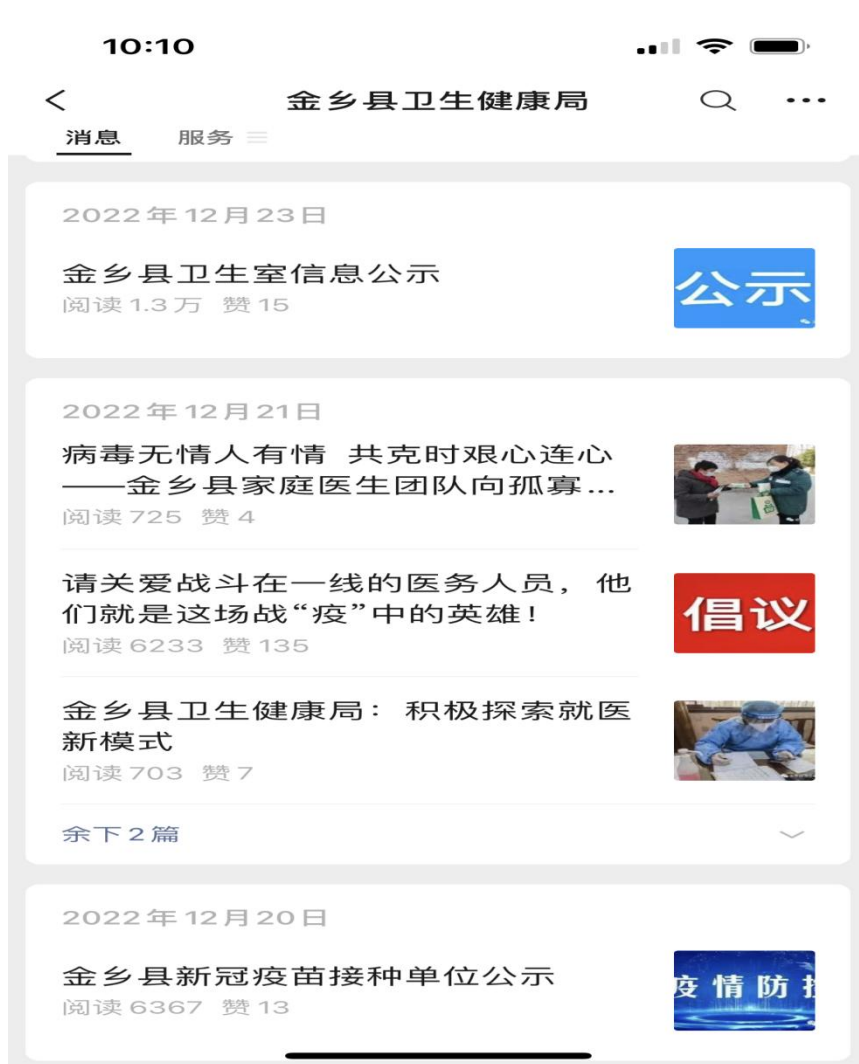 10:10
金乡县卫生健康局
消息 服务
2022年12月23日
金乡县卫生室信息公示
阅读1.3万 赞15
公示
2022年12月21日
病毒无情人有情 共克时艰心连心
——金乡县家庭医生团队向孤寡...
阅读725 赞4
请关爱战斗在一线的医务人员，他
们就是这场战“疫”中的英雄！
阅读6233 赞135
倡议
金乡县卫生健康局：积极探索就医
新模式
阅读703 赞7
余下2篇
2022年12月20日
金乡县新冠疫苗接种单位公示
阅读6367 赞13
疫情防控